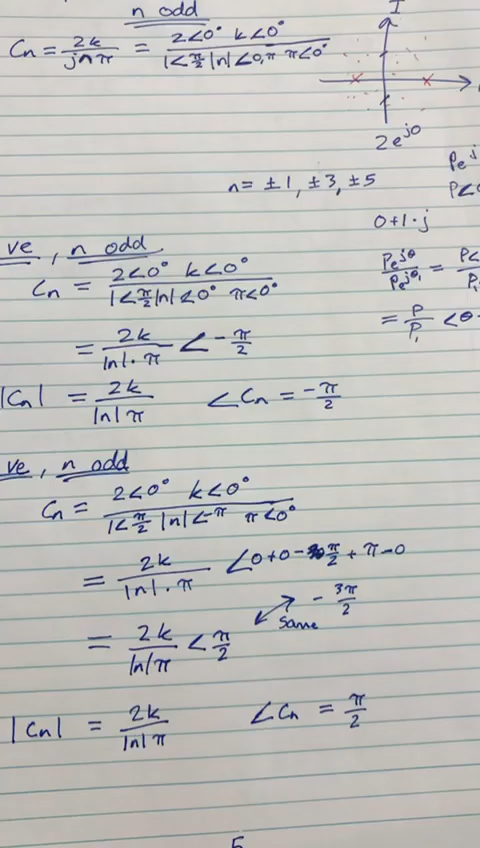 n odd
I
Cn = 2k / jnπ = 2∠0° k∠0° / 1∠π/2 |n|∠0,π π∠0°
2e^j0
n = ±1, ±3, ±5
0+1·j
ve, n odd
Cn = 2∠0° k∠0° / 1∠π/2 |n|∠0° π∠0°
Pe^jθ / P₁e^jθ₁ = P∠ / P₁
= P / P₁ ∠θ-
= 2k / |n|·π ∠-π/2
|Cn| = 2k / |n|π ∠Cn = -π/2
ve, n odd
Cn = 2∠0° k∠0° / 1∠π/2 |n|∠-π π∠0°
= 2k / |n|·π ∠0+0-π/2+π-0
-3π/2
same
= 2k / |n|π ∠π/2
|Cn| = 2k / |n|π ∠Cn = π/2